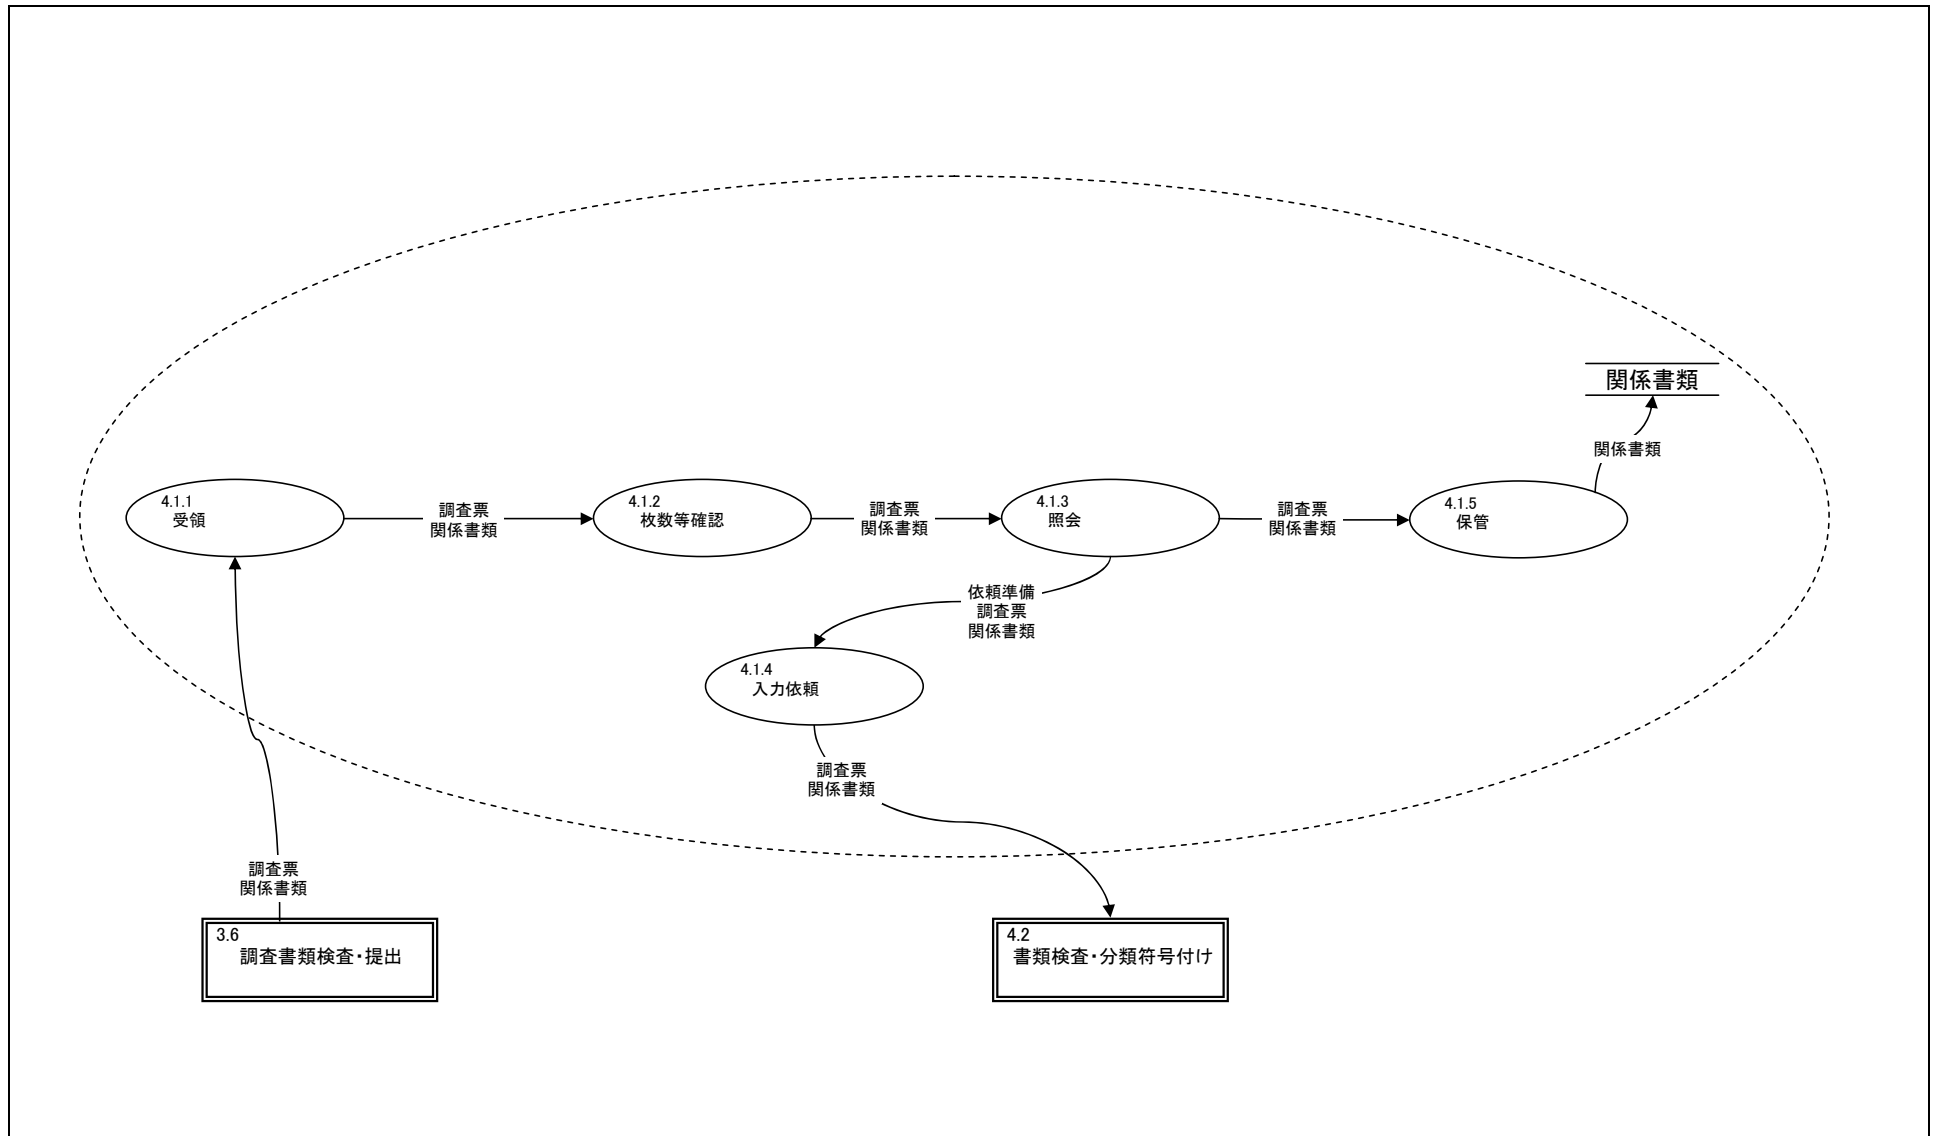 関係書類
関係書類
4.1.1
受領
調査票
関係書類
4.1.2
枚数等確認
調査票
関係書類
4.1.3
照会
調査票
関係書類
4.1.5
保管
依頼準備
調査票
関係書類
4.1.4
入力依頼
調査票
関係書類
調査票
関係書類
3.6
調査書類検査・提出
4.2
書類検査・分類符号付け